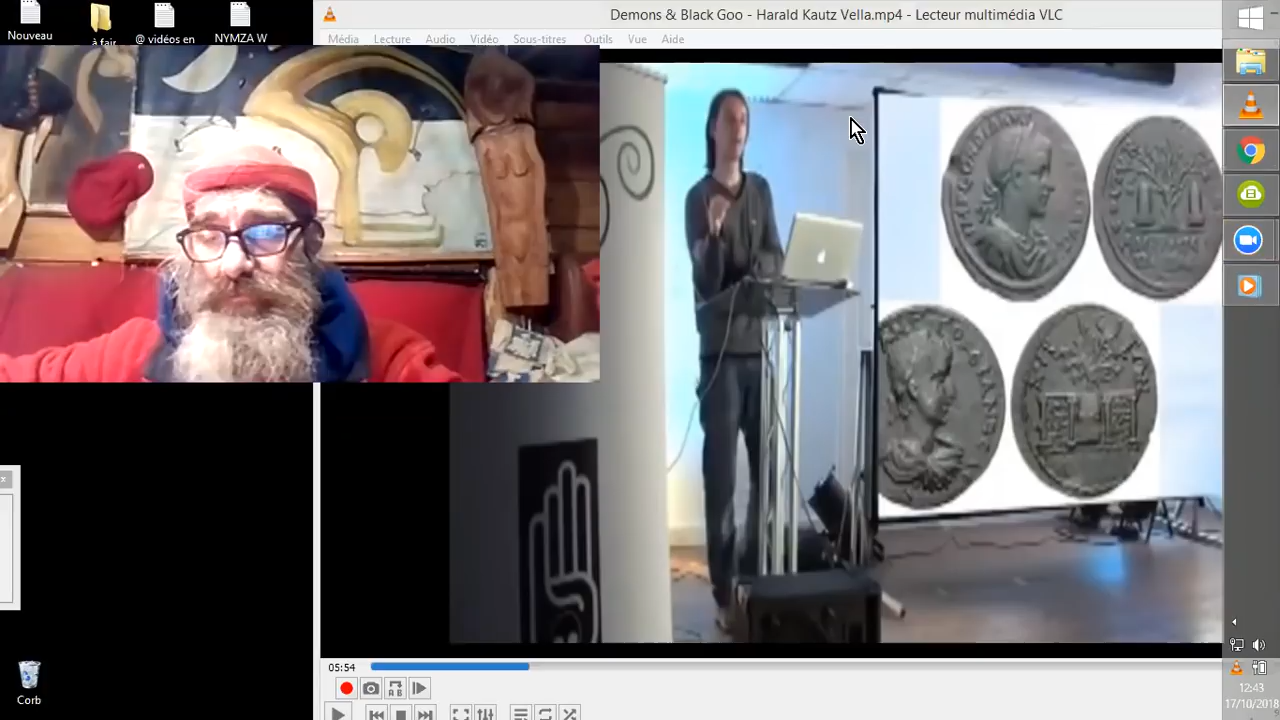 Demons & Black Goo - Harald Kautz Vella.mp4 - Lecteur multimédia VLC
Média Lecture Audio Vidéo Sous-titres Outils Vue Aide
Nouveau
à fair
@ vidéos en
NYMZA W
Corb
05:54
12:43
17/10/2018